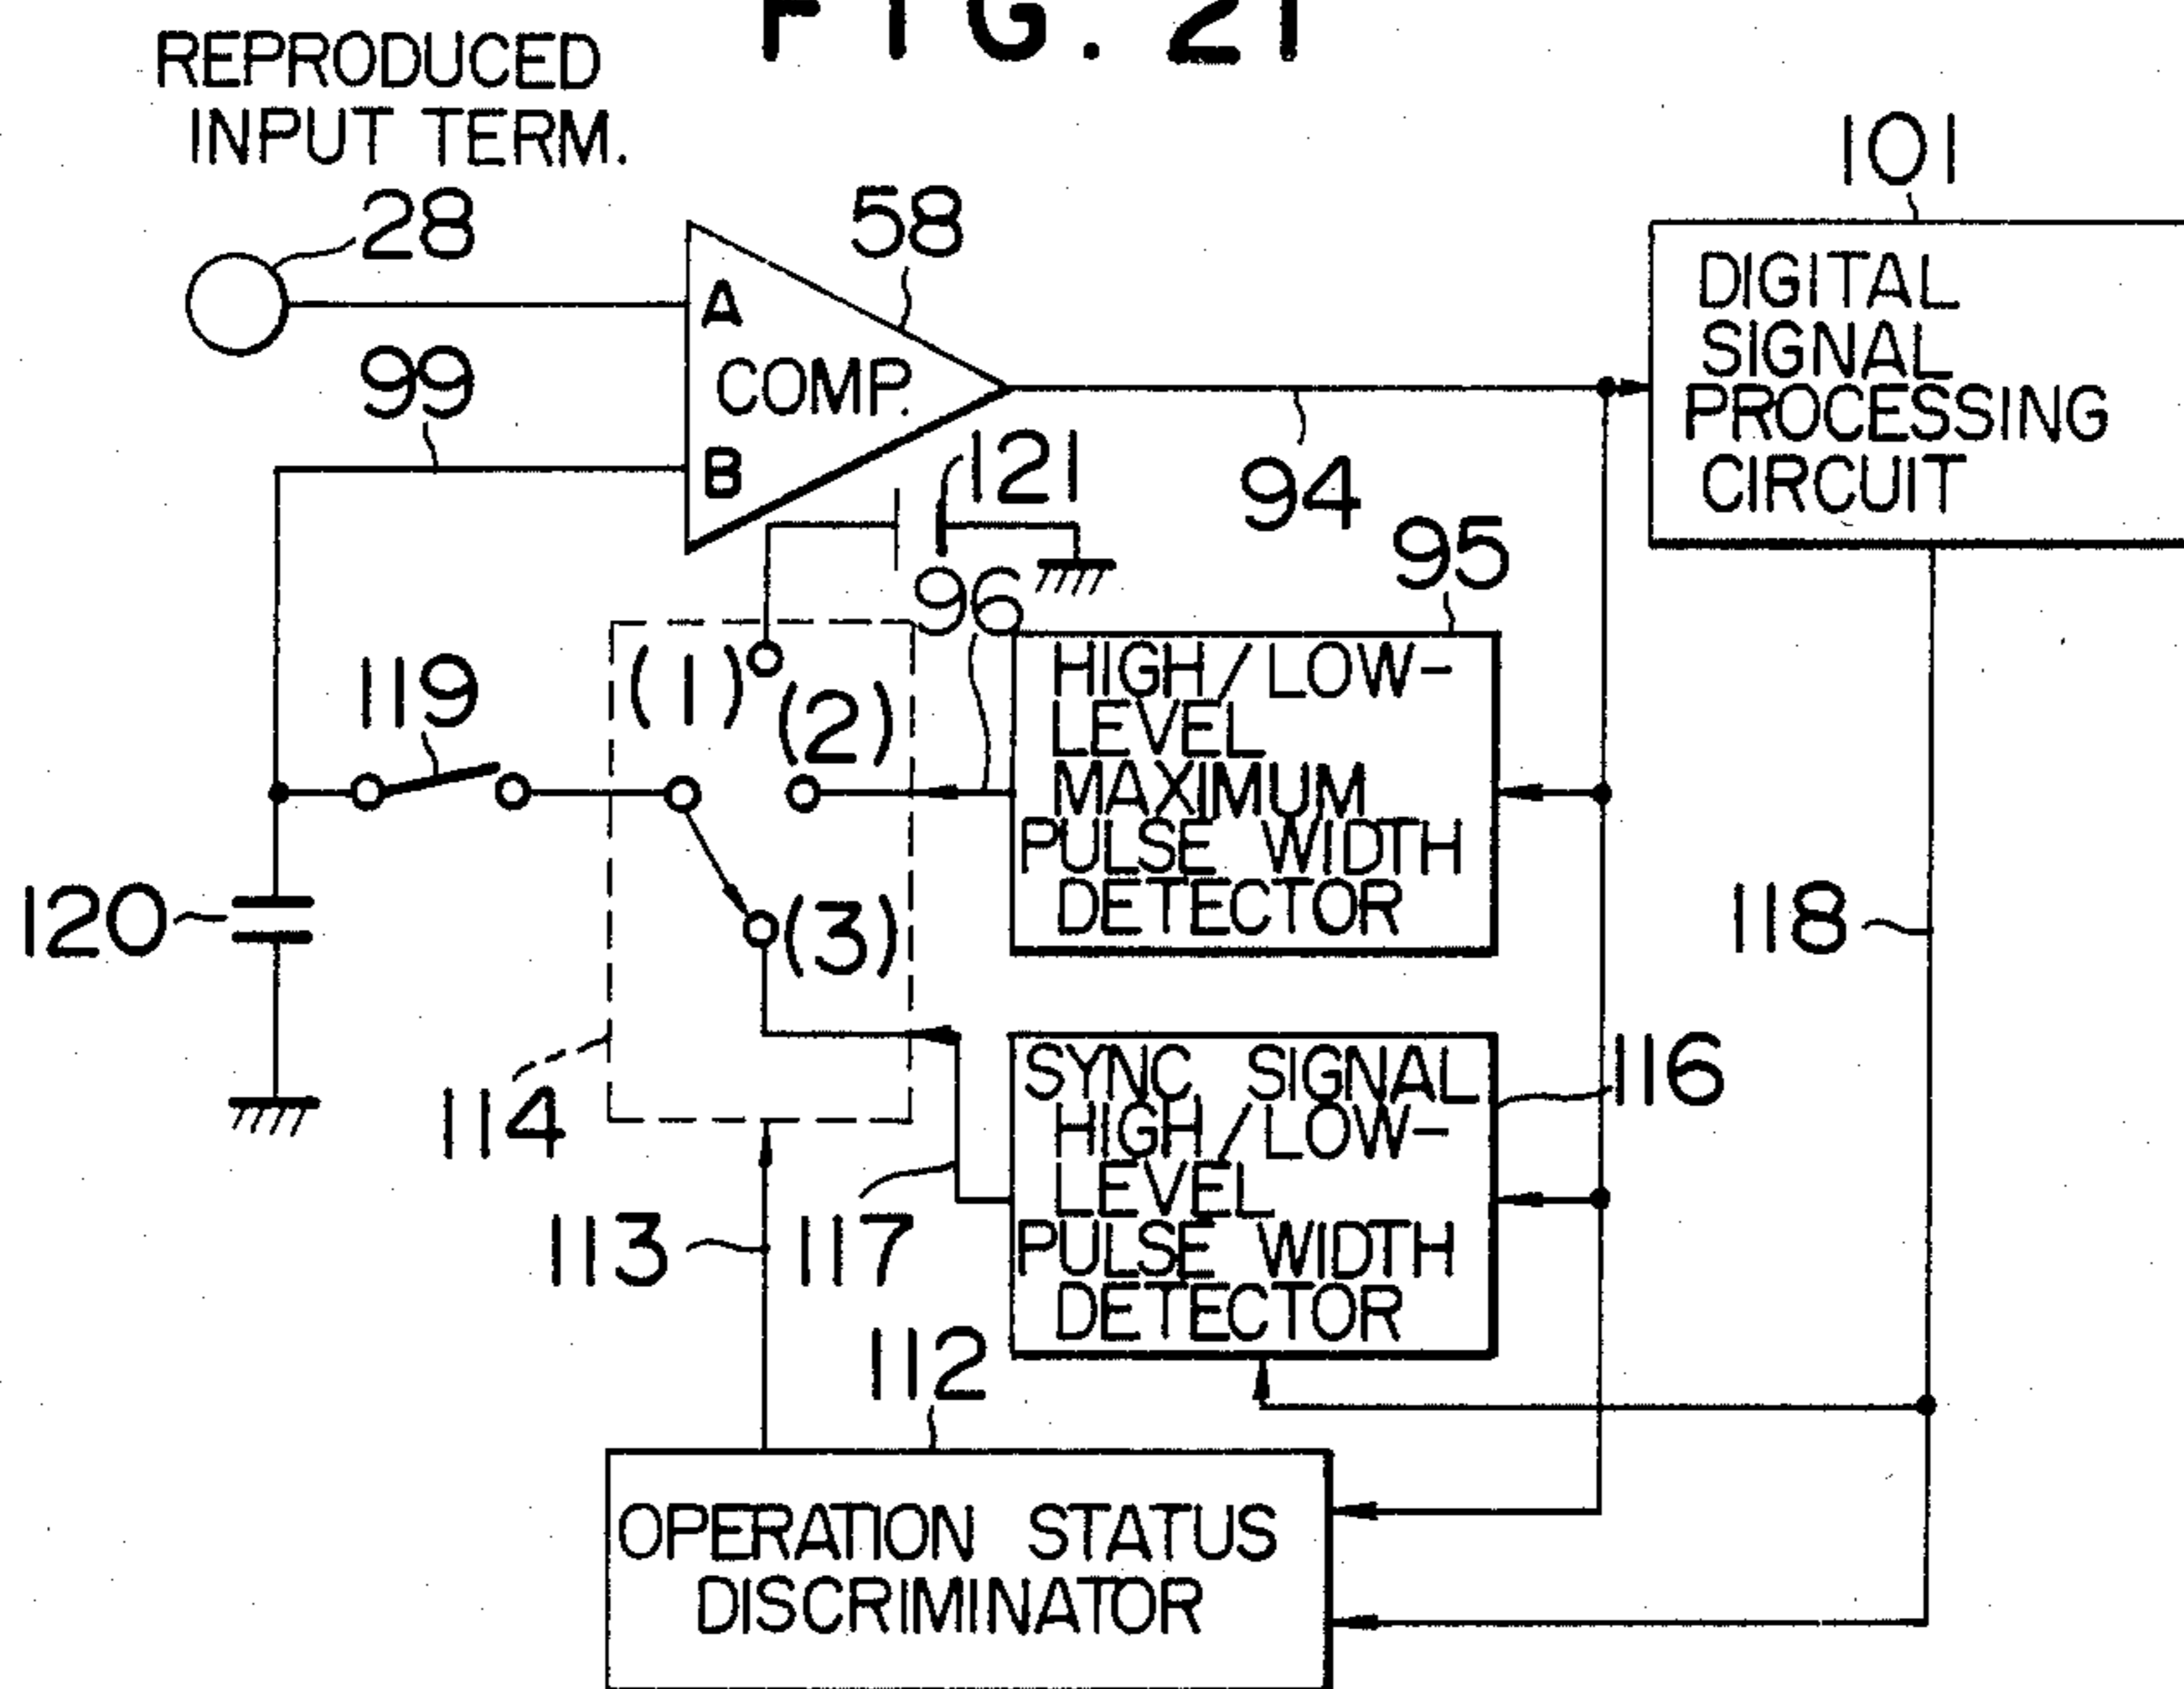 FIG. 21
REPRODUCED
INPUT TERM.
28
58
101
A
COMP.
B
99
94
DIGITAL
SIGNAL
PROCESSING
CIRCUIT
121
96
95
119
(1)
(2)
(3)
HIGH/LOW-
LEVEL
MAXIMUM
PULSE WIDTH
DETECTOR
120
118
114
SYNC SIGNAL
HIGH/LOW-
LEVEL
PULSE WIDTH
DETECTOR
116
113
117
112
OPERATION STATUS
DISCRIMINATOR